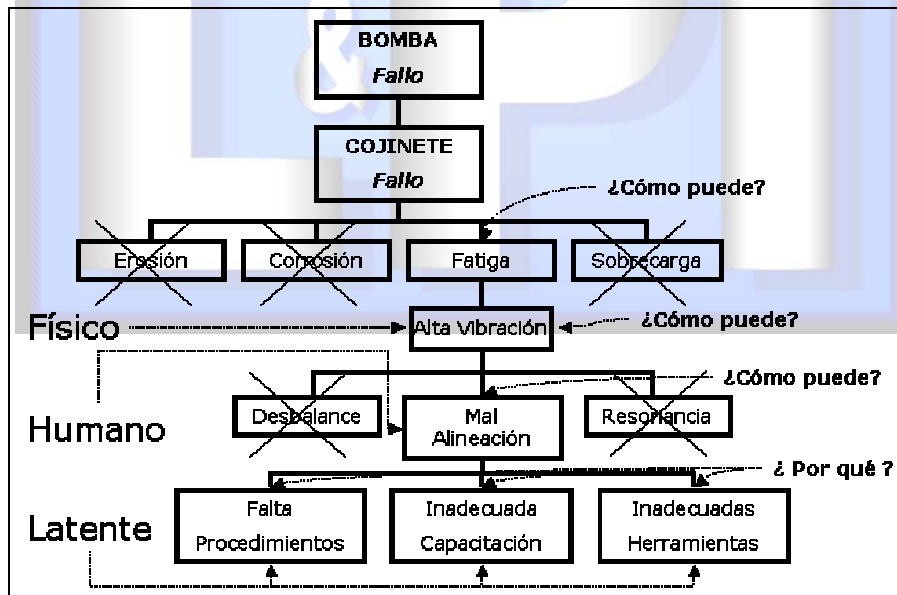 L&PI
BOMBA
Fallo
COJINETE
Fallo
¿Cómo puede?
Erosión
Corrosión
Fatiga
Sobrecarga
Físico
Alta Vibración
¿Cómo puede?
¿Cómo puede?
Desbalance
Mal
Alineación
Resonancia
Humano
¿ Por qué ?
Falta
Procedimientos
Inadecuada
Capacitación
Inadecuadas
Herramientas
Latente